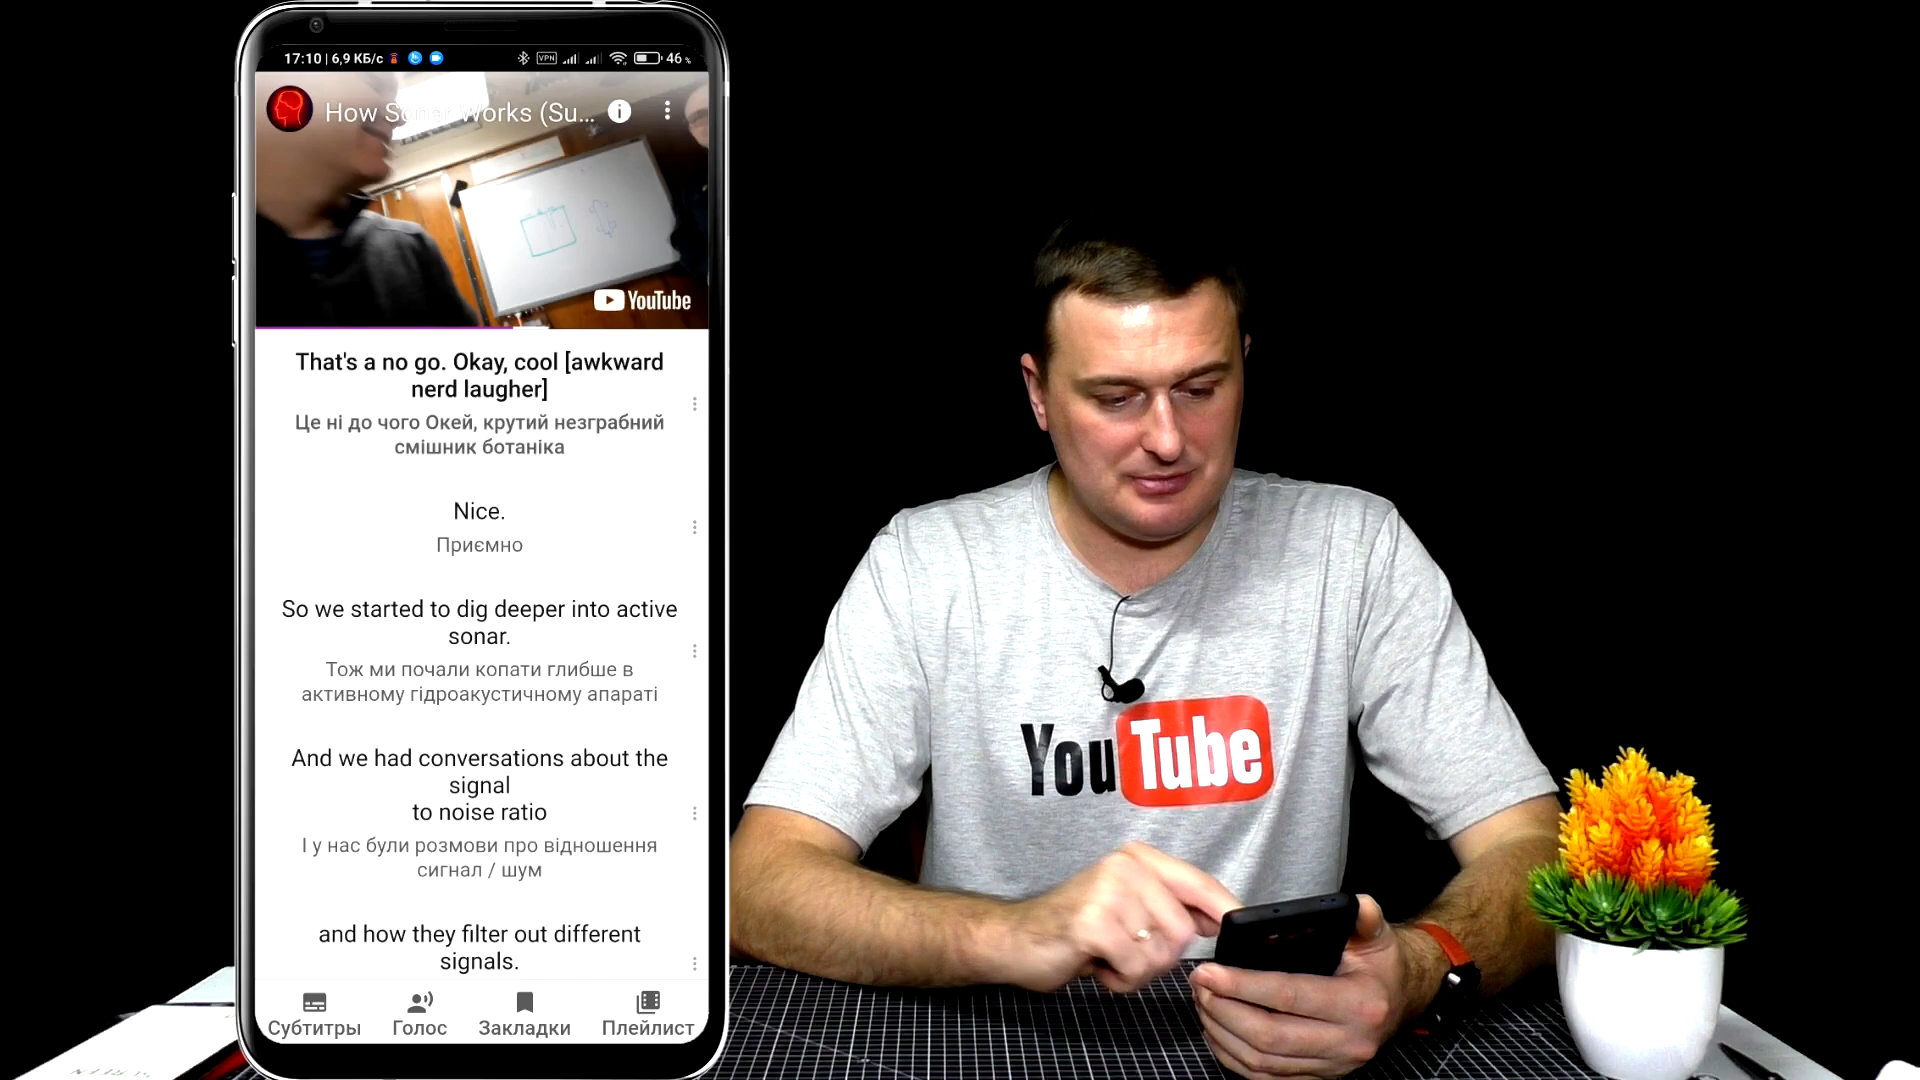 17:10 | 6,9 КБ/с
VPN
46 %
How Sonar Works (Su...
YouTube
That's a no go. Okay, cool [awkward
nerd laugher]
Це ні до чого Окей, крутий незграбний
смішник ботаніка
Nice.
Приємно
So we started to dig deeper into active
sonar.
Тож ми почали копати глибше в
активному гідроакустичному апараті
And we had conversations about the
signal
to noise ratio
І у нас були розмови про відношення
сигнал / шум
and how they filter out different
signals.
Субтитры
Голос
Закладки
Плейлист
YouTube